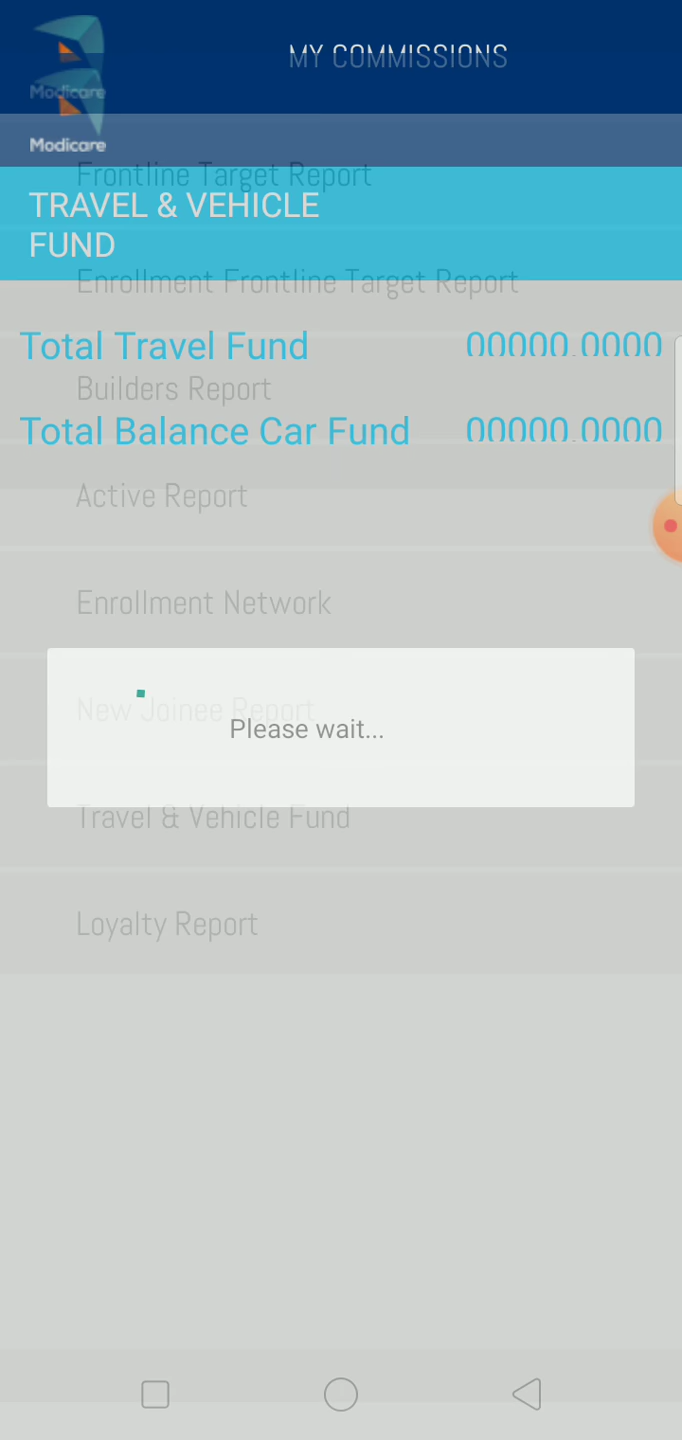 Modicare
MY COMMISSIONS
Modicare
Frontline Target Report
TRAVEL & VEHICLE
FUND
Enrollment Frontline Target Report
Total Travel Fund 00000.0000
Builders Report
Total Balance Car Fund 00000.0000
Active Report
Enrollment Network
New Joinee Report
Please wait...
Travel & Vehicle Fund
Loyalty Report